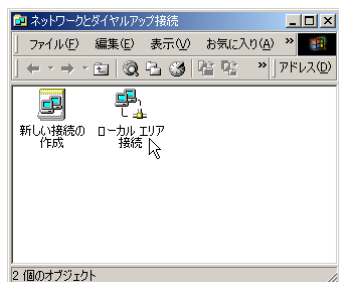 ネットワークとダイヤルアップ接続
ファイル(F) 編集(E) 表示(V) お気に入り(A) »
» アドレス(D)
新しい接続の
作成
ローカル エリア
接続
2 個のオブジェクト